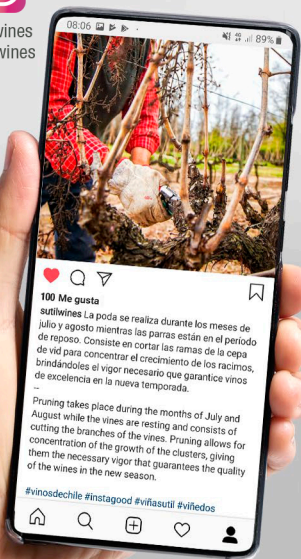 vines
wines
08:06
89%
100 Me gusta
sutilwines La poda se realiza durante los meses de
julio y agosto mientras las parras están en el período
de reposo. Consiste en cortar las ramas de la cepa
de vid para concentrar el crecimiento de los racimos,
brindándoles el vigor necesario que garantice vinos
de excelencia en la nueva temporada.
--
Pruning takes place during the months of July and
August while the vines are resting and consists of
cutting the branches of the vines. Pruning allows for
concentration of the growth of the clusters, giving
them the necessary vigor that guarantees the quality
of the wines in the new season.
#vinosdechile #instagood #viñasutil #viñedos